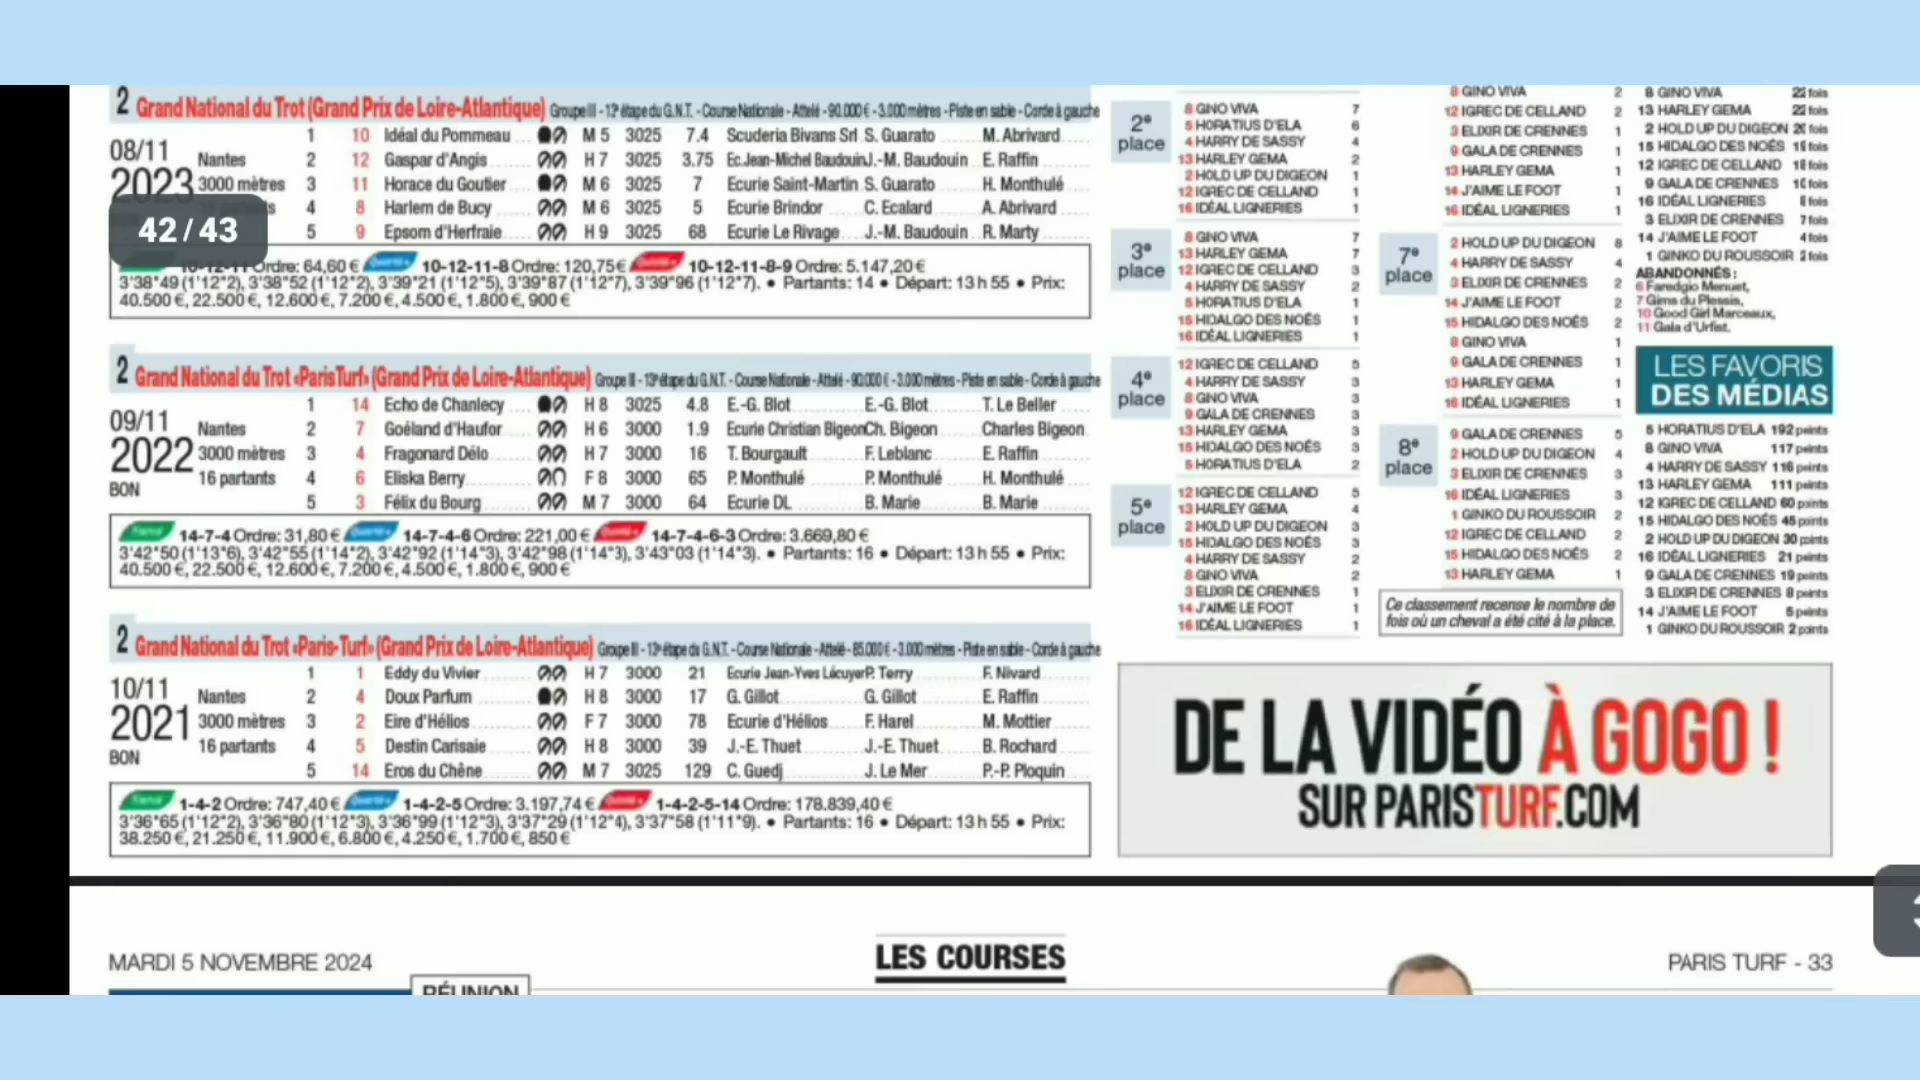 2 Grand National du Trot (Grand Prix de Loire-Atlantique) Groupe III - 13e étape du G.N.T. - Course Nationale - Attelé - 90.000 € - 3.000 mètres - Piste en sable - Corde à gauche
08/11
2023
Nantes
3000 mètres
1 10 Idéal du Pommeau M 5 3025 7.4 Scuderia Bivans Srl S. Guarato M. Abrivard
2 12 Gaspar d'Angis H 7 3025 3.75 Ec.Jean-Michel Baudouin J.-M. Baudouin E. Raffin
3 11 Horace du Goutier M 6 3025 7 Ecurie Saint-Martin S. Guarato H. Monthulé
4 8 Harlem de Bucy M 6 3025 5 Ecurie Brindor C. Ecalard A. Abrivard
5 9 Epsom d'Herfraie H 9 3025 68 Ecurie Le Rivage J.-M. Baudouin R. Marty
42 / 43
10-12-11 Ordre: 64,60 € Quarté+ 10-12-11-8 Ordre: 120,75 € Quinté+ 10-12-11-8-9 Ordre: 5.147,20 €
3'38"49 (1'12"2), 3'38"52 (1'12"2), 3'39"21 (1'12"5), 3'39"87 (1'12"7), 3'39"96 (1'12"7). • Partants: 14 • Départ: 13 h 55 • Prix:
40.500 €, 22.500 €, 12.600 €, 7.200 €, 4.500 €, 1.800 €, 900 €
2 Grand National du Trot «Paris Turf» (Grand Prix de Loire-Atlantique) Groupe III - 13e étape du G.N.T. - Course Nationale - Attelé - 90.000 € - 3.000 mètres - Piste en sable - Corde à gauche
09/11
2022
BON
Nantes
3000 mètres
16 partants
1 14 Echo de Chanlecy H 8 3025 4.8 E.-G. Blot E.-G. Blot T. Le Beller
2 7 Goéland d'Haufor H 6 3000 1.9 Ecurie Christian Bigeon Ch. Bigeon Charles Bigeon
3 4 Fragonard Délo H 7 3000 16 T. Bourgault F. Leblanc E. Raffin
4 6 Eliska Berry F 8 3000 65 P. Monthulé P. Monthulé H. Monthulé
5 3 Félix du Bourg M 7 3000 64 Ecurie DL B. Marie B. Marie
Tiercé 14-7-4 Ordre: 31,80 € Quarté+ 14-7-4-6 Ordre: 221,00 € Quinté+ 14-7-4-6-3 Ordre: 3.669,80 €
3'42"50 (1'13"6), 3'42"55 (1'14"2), 3'42"92 (1'14"3), 3'42"98 (1'14"3), 3'43"03 (1'14"3). • Partants: 16 • Départ: 13 h 55 • Prix:
40.500 €, 22.500 €, 12.600 €, 7.200 €, 4.500 €, 1.800 €, 900 €
2 Grand National du Trot «Paris-Turf» (Grand Prix de Loire-Atlantique) Groupe III - 13e étape du G.N.T. - Course Nationale - Attelé - 85.000 € - 3.000 mètres - Piste en sable - Corde à gauche
10/11
2021
BON
Nantes
3000 mètres
16 partants
1 1 Eddy du Vivier H 7 3000 21 Ecurie Jean-Yves Lécuyer P. Terry F. Nivard
2 4 Doux Parfum H 8 3000 17 G. Gillot G. Gillot E. Raffin
3 2 Eire d'Hélios F 7 3000 78 Ecurie d'Hélios F. Harel M. Mottier
4 5 Destin Carisaie H 8 3000 39 J.-E. Thuet J.-E. Thuet B. Rochard
5 14 Eros du Chêne M 7 3025 129 C. Guedj J. Le Mer P.-P. Ploquin
Tiercé 1-4-2 Ordre: 747,40 € Quarté+ 1-4-2-5 Ordre: 3.197,74 € Quinté+ 1-4-2-5-14 Ordre: 178.839,40 €
3'36"65 (1'12"2), 3'36"80 (1'12"3), 3'36"99 (1'12"3), 3'37"29 (1'12"4), 3'37"58 (1'11"9). • Partants: 16 • Départ: 13 h 55 • Prix:
38.250 €, 21.250 €, 11.900 €, 6.800 €, 4.250 €, 1.700 €, 850 €
2e place
8 GINO VIVA 7
5 HORATIUS D'ELA 6
4 HARRY DE SASSY 4
13 HARLEY GEMA 2
2 HOLD UP DU DIGEON 1
12 IGREC DE CELLAND 1
16 IDÉAL LIGNERIES 1
3e place
8 GINO VIVA 7
13 HARLEY GEMA 7
12 IGREC DE CELLAND 3
4 HARRY DE SASSY 2
5 HORATIUS D'ELA 1
15 HIDALGO DES NOÉS 1
16 IDÉAL LIGNERIES 1
4e place
12 IGREC DE CELLAND 5
4 HARRY DE SASSY 3
8 GINO VIVA 3
9 GALA DE CRENNES 3
13 HARLEY GEMA 3
15 HIDALGO DES NOÉS 3
5 HORATIUS D'ELA 2
5e place
12 IGREC DE CELLAND 5
13 HARLEY GEMA 4
2 HOLD UP DU DIGEON 3
15 HIDALGO DES NOÉS 3
4 HARRY DE SASSY 2
8 GINO VIVA 2
3 ELIXIR DE CRENNES 1
14 J'AIME LE FOOT 1
16 IDÉAL LIGNERIES 1
8 GINO VIVA 2
12 IGREC DE CELLAND 2
3 ELIXIR DE CRENNES 1
9 GALA DE CRENNES 1
13 HARLEY GEMA 1
14 J'AIME LE FOOT 1
16 IDÉAL LIGNERIES 1
7e place
2 HOLD UP DU DIGEON 8
4 HARRY DE SASSY 4
3 ELIXIR DE CRENNES 2
14 J'AIME LE FOOT 2
15 HIDALGO DES NOÉS 2
8 GINO VIVA 1
9 GALA DE CRENNES 1
13 HARLEY GEMA 1
16 IDÉAL LIGNERIES 1
8e place
9 GALA DE CRENNES 5
2 HOLD UP DU DIGEON 4
3 ELIXIR DE CRENNES 3
16 IDÉAL LIGNERIES 3
1 GINKO DU ROUSSOIR 2
12 IGREC DE CELLAND 2
15 HIDALGO DES NOÉS 2
13 HARLEY GEMA 1
Ce classement recense le nombre de
fois où un cheval a été cité à la place.
8 GINO VIVA 22 fois
13 HARLEY GEMA 22 fois
2 HOLD UP DU DIGEON fois
15 HIDALGO DES NOÉS fois
12 IGREC DE CELLAND fois
9 GALA DE CRENNES fois
16 IDÉAL LIGNERIES fois
3 ELIXIR DE CRENNES 7 fois
14 J'AIME LE FOOT 4 fois
1 GINKO DU ROUSSOIR 2 fois
ABANDONNÉS :
6 Faredgio Menuet,
7 Gims du Plessis,
10 Good Girl Marceaux,
11 Gala d'Urfist.
LES FAVORIS
DES MÉDIAS
5 HORATIUS D'ELA 192 points
8 GINO VIVA 117 points
4 HARRY DE SASSY 116 points
13 HARLEY GEMA 111 points
12 IGREC DE CELLAND 60 points
15 HIDALGO DES NOÉS 45 points
2 HOLD UP DU DIGEON 30 points
16 IDÉAL LIGNERIES 21 points
9 GALA DE CRENNES 19 points
3 ELIXIR DE CRENNES 8 points
14 J'AIME LE FOOT 5 points
1 GINKO DU ROUSSOIR 2 points
DE LA VIDÉO À GOGO !
SUR PARISTURF.COM
MARDI 5 NOVEMBRE 2024
LES COURSES
PARIS TURF - 33
RÉUNION